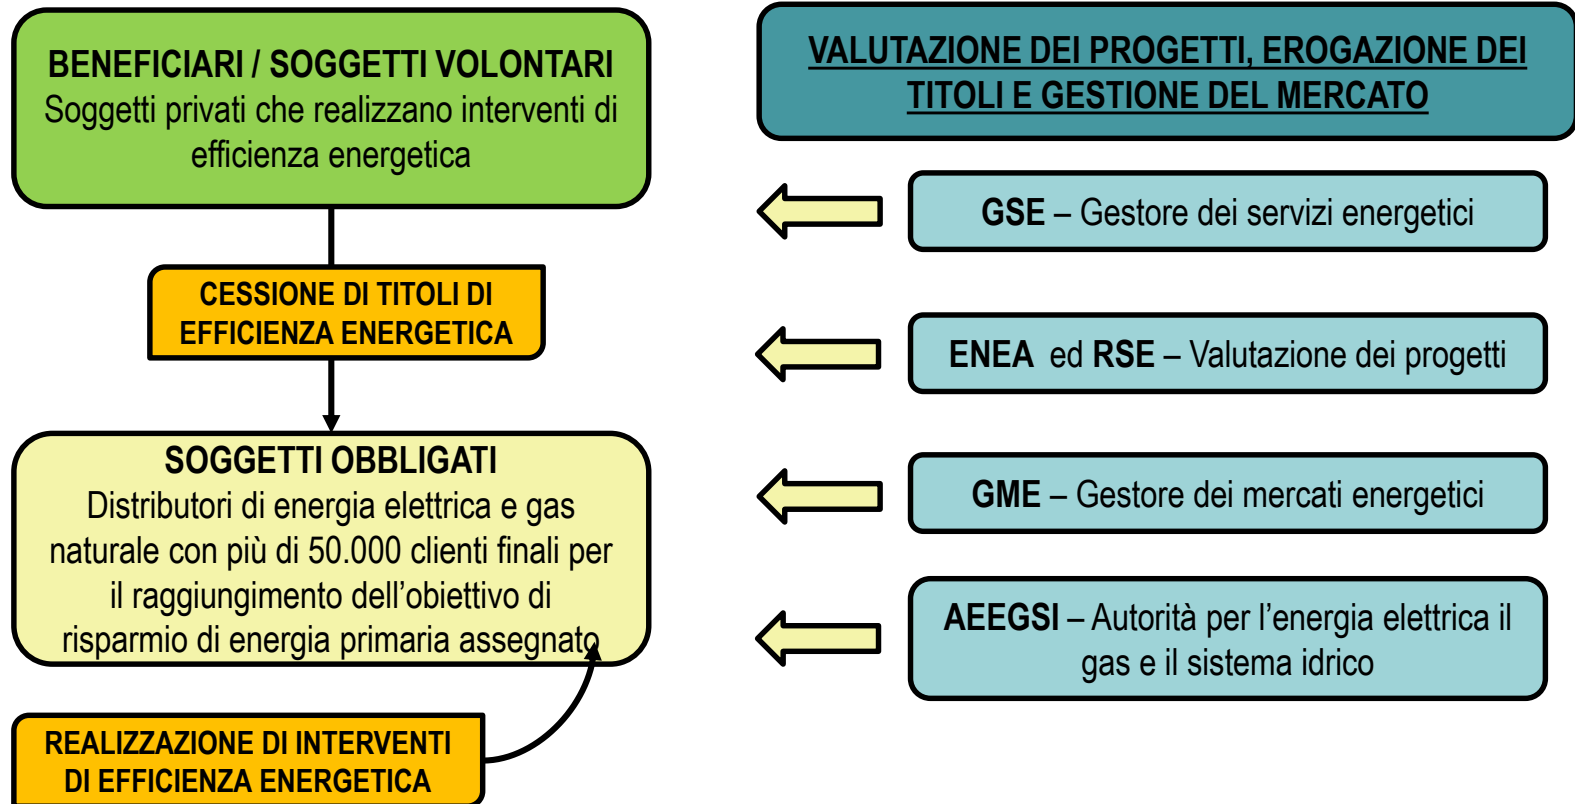 BENEFICIARI / SOGGETTI VOLONTARI
Soggetti privati che realizzano interventi di
efficienza energetica
CESSIONE DI TITOLI DI
EFFICIENZA ENERGETICA
SOGGETTI OBBLIGATI
Distributori di energia elettrica e gas
naturale con più di 50.000 clienti finali per
il raggiungimento dell’obiettivo di
risparmio di energia primaria assegnato
REALIZZAZIONE DI INTERVENTI
DI EFFICIENZA ENERGETICA
VALUTAZIONE DEI PROGETTI, EROGAZIONE DEI
TITOLI E GESTIONE DEL MERCATO
GSE – Gestore dei servizi energetici
ENEA ed RSE – Valutazione dei progetti
GME – Gestore dei mercati energetici
AEEGSI – Autorità per l’energia elettrica il
gas e il sistema idrico